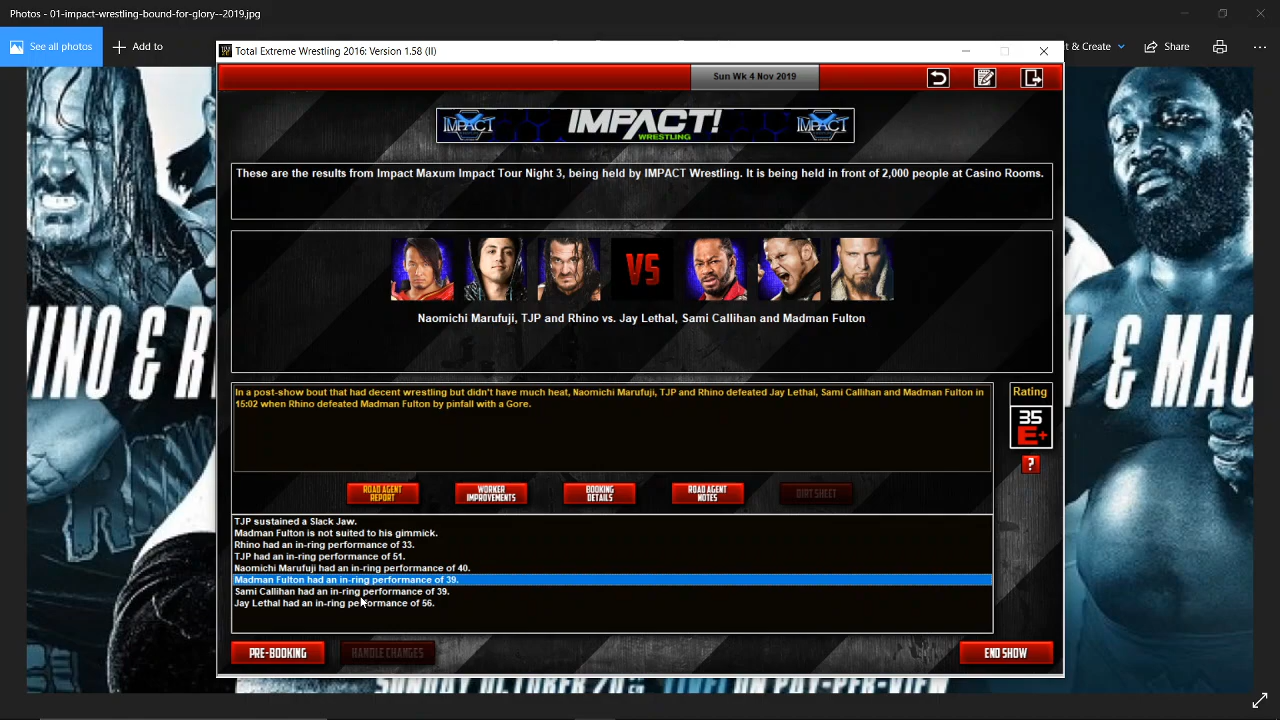 Photos - 01-impact-wrestling-bound-for-glory--2019.jpg
See all photos
Add to
t & Create
Share
Total Extreme Wrestling 2016: Version 1.58 (II)
Sun Wk 4 Nov 2019
IMPACT
IMPACT!
WRESTLING
IMPACT
These are the results from Impact Maxum Impact Tour Night 3, being held by IMPACT Wrestling. It is being held in front of 2,000 people at Casino Rooms.
VS
Naomichi Marufuji, TJP and Rhino vs. Jay Lethal, Sami Callihan and Madman Fulton
In a post-show bout that had decent wrestling but didn't have much heat, Naomichi Marufuji, TJP and Rhino defeated Jay Lethal, Sami Callihan and Madman Fulton in
15:02 when Rhino defeated Madman Fulton by pinfall with a Gore.
Rating
35
E+
?
ROAD AGENT
REPORT
WORKER
IMPROVEMENTS
BOOKING
DETAILS
ROAD AGENT
NOTES
DIRT SHEET
TJP sustained a Slack Jaw.
Madman Fulton is not suited to his gimmick.
Rhino had an in-ring performance of 33.
TJP had an in-ring performance of 51.
Naomichi Marufuji had an in-ring performance of 40.
Madman Fulton had an in-ring performance of 39.
Sami Callihan had an in-ring performance of 39.
Jay Lethal had an in-ring performance of 56.
PRE-BOOKING
HANDLE CHANGES
END SHOW
INO & R
& MAC
SUNDAY OCTOBER 20
ON PAY-PER-VIEW